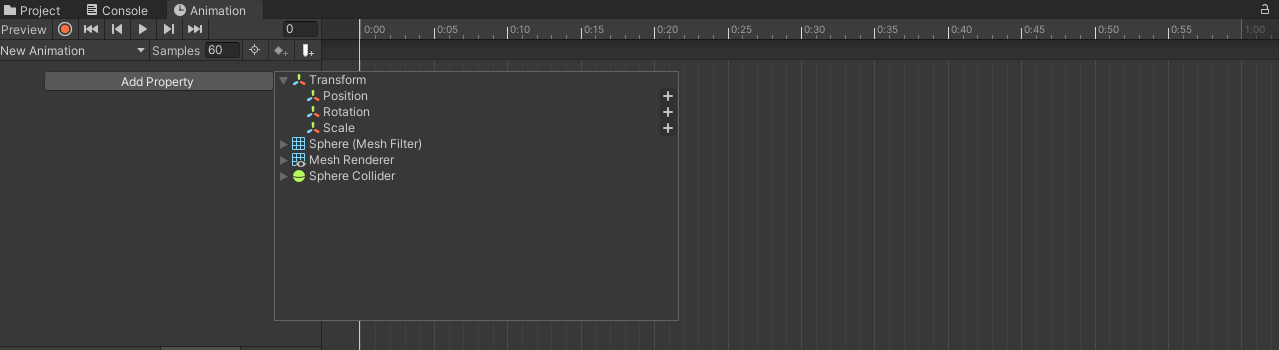 Project Console Animation
Preview 0 0:00 0:05 0:10 0:15 0:20 0:25 0:30 0:35 0:40 0:45 0:50 0:55 1:00
New Animation Samples 60
Add Property Transform
Position
Rotation
Scale
Sphere (Mesh Filter)
Mesh Renderer
Sphere Collider